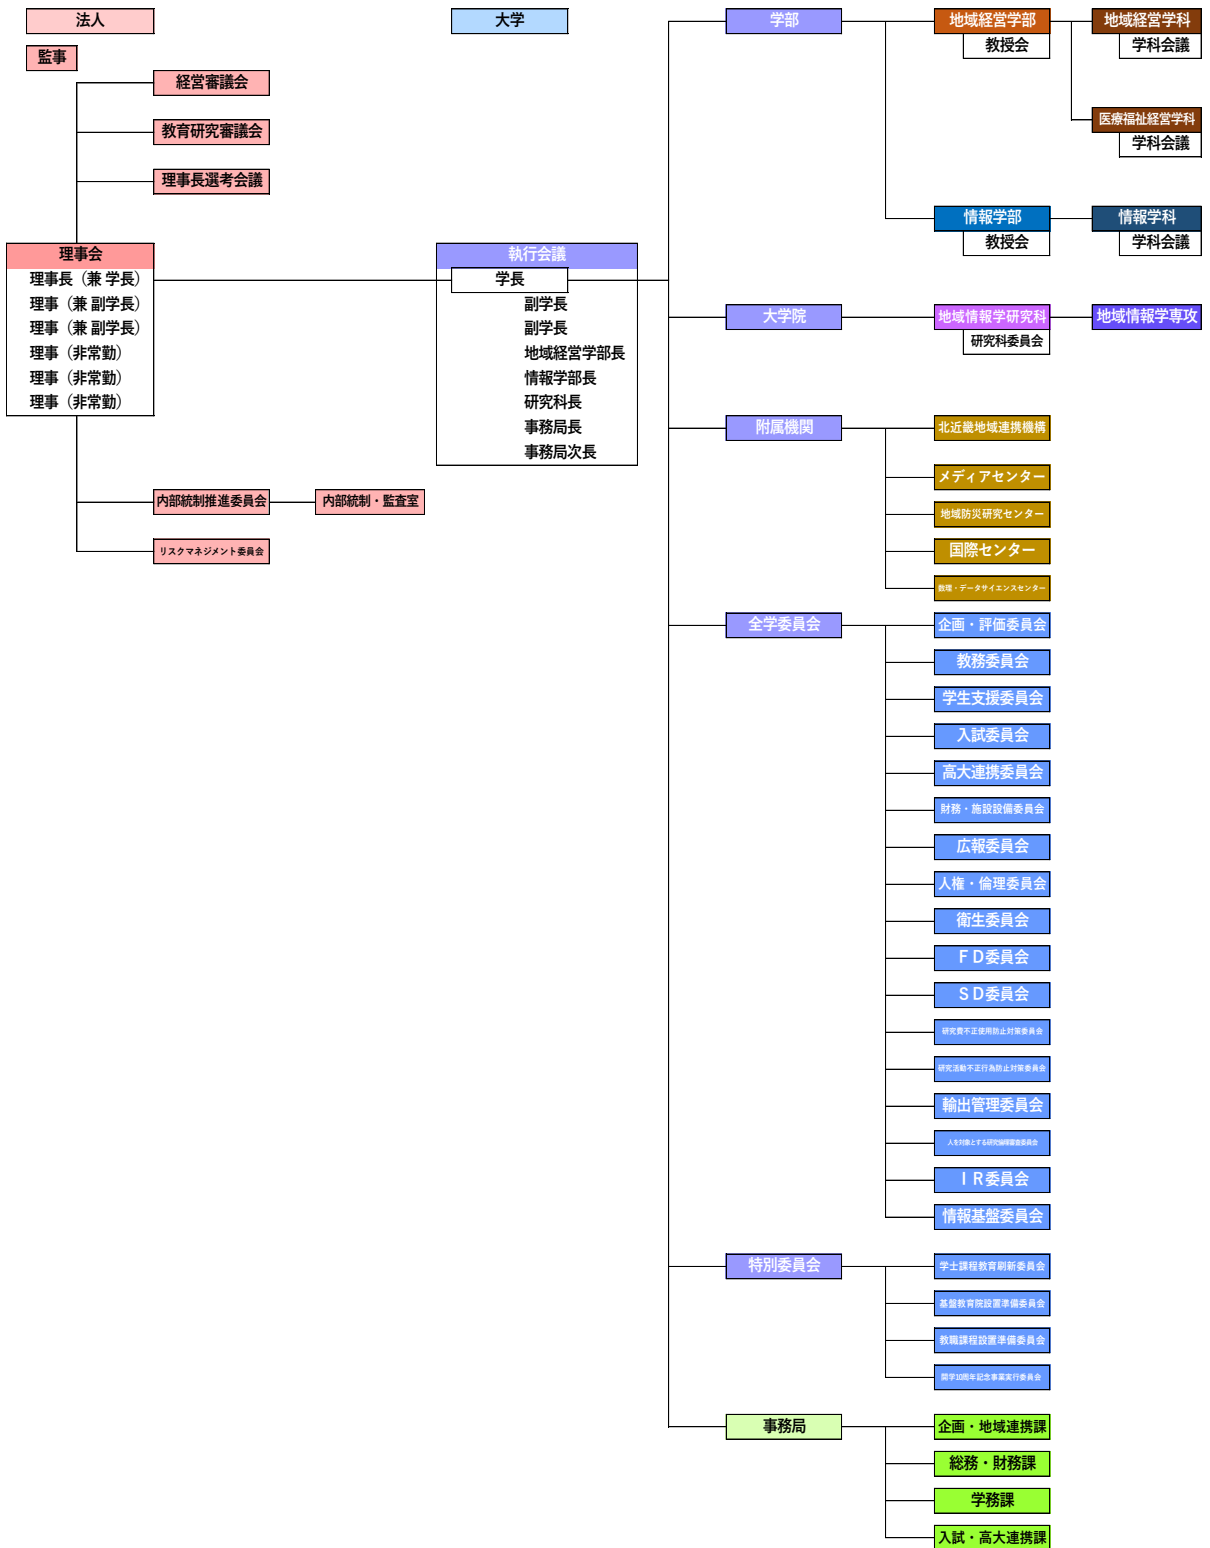 法人
監事
経営審議会
教育研究審議会
理事長選考会議
理事会
理事長（兼 学長）
理事（兼 副学長）
理事（兼 副学長）
理事（非常勤）
理事（非常勤）
理事（非常勤）
内部統制推進委員会
内部統制・監査室
リスクマネジメント委員会
大学
執行会議
学長
副学長
副学長
地域経営学部長
情報学部長
研究科長
事務局長
事務局次長
学部
地域経営学部
教授会
地域経営学科
学科会議
医療福祉経営学科
学科会議
情報学部
教授会
情報学科
学科会議
大学院
地域情報学研究科
研究科委員会
地域情報学専攻
附属機関
北近畿地域連携機構
メディアセンター
地域防災研究センター
国際センター
数理・データサイエンスセンター
全学委員会
企画・評価委員会
教務委員会
学生支援委員会
入試委員会
高大連携委員会
財務・施設設備委員会
広報委員会
人権・倫理委員会
衛生委員会
ＦＤ委員会
ＳＤ委員会
研究費不正使用防止対策委員会
研究活動不正行為防止対策委員会
輸出管理委員会
人を対象とする研究倫理審査委員会
ＩＲ委員会
情報基盤委員会
特別委員会
学士課程教育刷新委員会
基盤教育院設置準備委員会
教職課程設置準備委員会
開学10周年記念事業実行委員会
事務局
企画・地域連携課
総務・財務課
学務課
入試・高大連携課